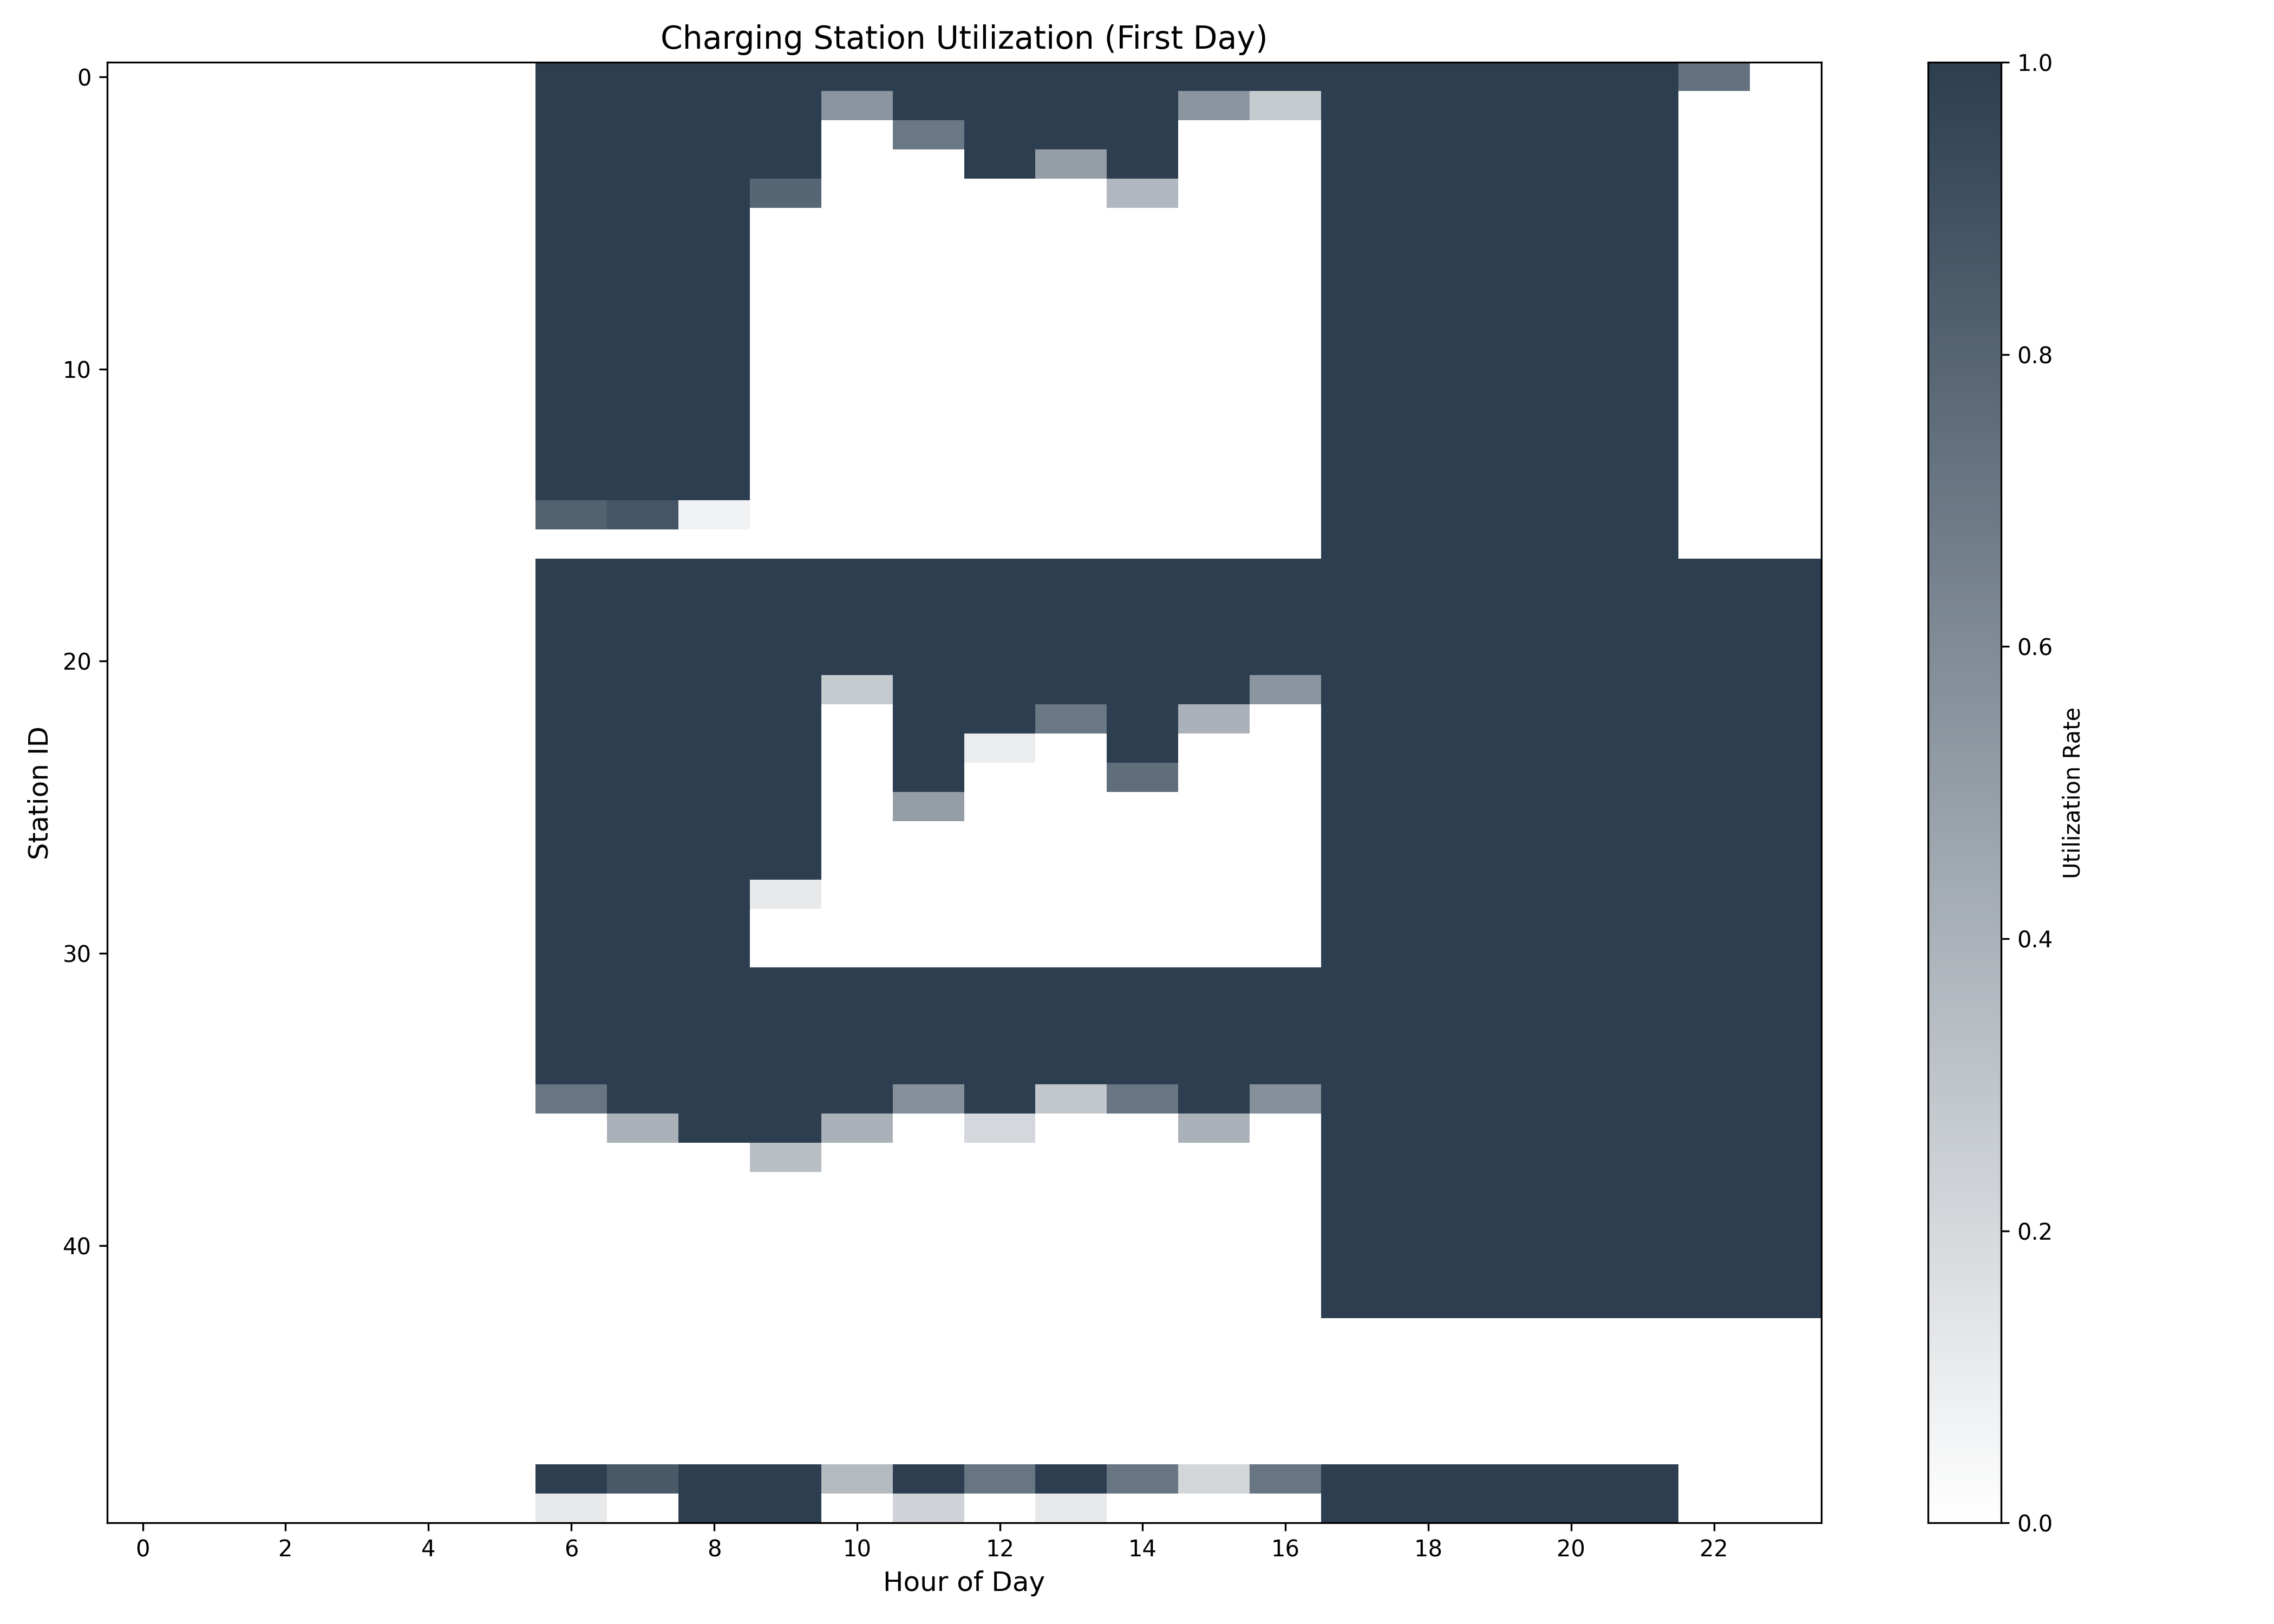 Charging Station Utilization (First Day)
Station ID
0
10
20
30
40
0 2 4 6 8 10 12 14 16 18 20 22
Hour of Day
1.0
0.8
0.6
0.4
0.2
0.0
Utilization Rate